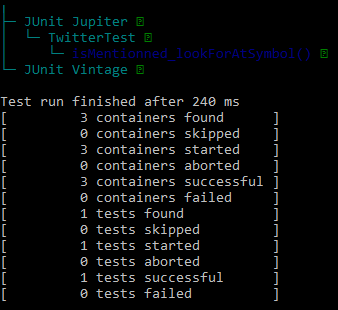 ├─ JUnit Jupiter ✔
│  └─ TwitterTest ✔
│     └─ isMentionned_lookForAtSymbol() ✔
└─ JUnit Vintage ✔
Test run finished after 240 ms
[         3 containers found      ]
[         0 containers skipped    ]
[         3 containers started    ]
[         0 containers aborted    ]
[         3 containers successful ]
[         0 containers failed     ]
[         1 tests found           ]
[         0 tests skipped         ]
[         1 tests started         ]
[         0 tests aborted         ]
[         1 tests successful      ]
[         0 tests failed          ]